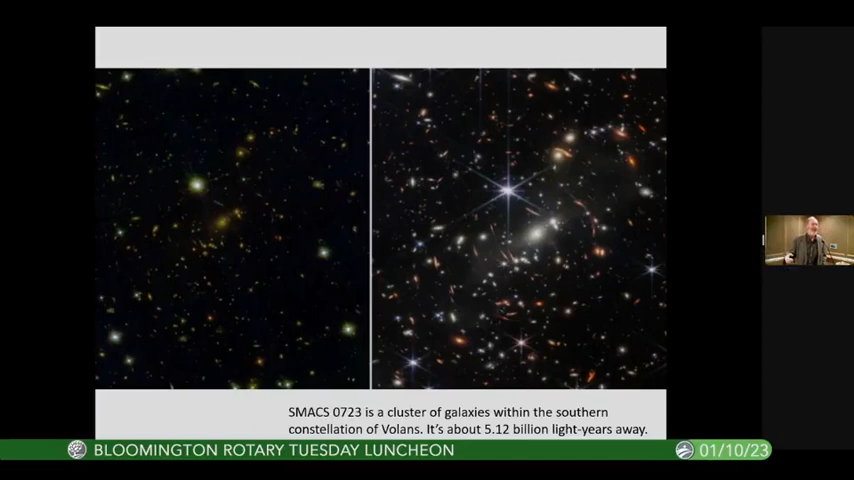 SMACS 0723 is a cluster of galaxies within the southern
constellation of Volans. It's about 5.12 billion light-years away.
BLOOMINGTON ROTARY TUESDAY LUNCHEON
01/10/23